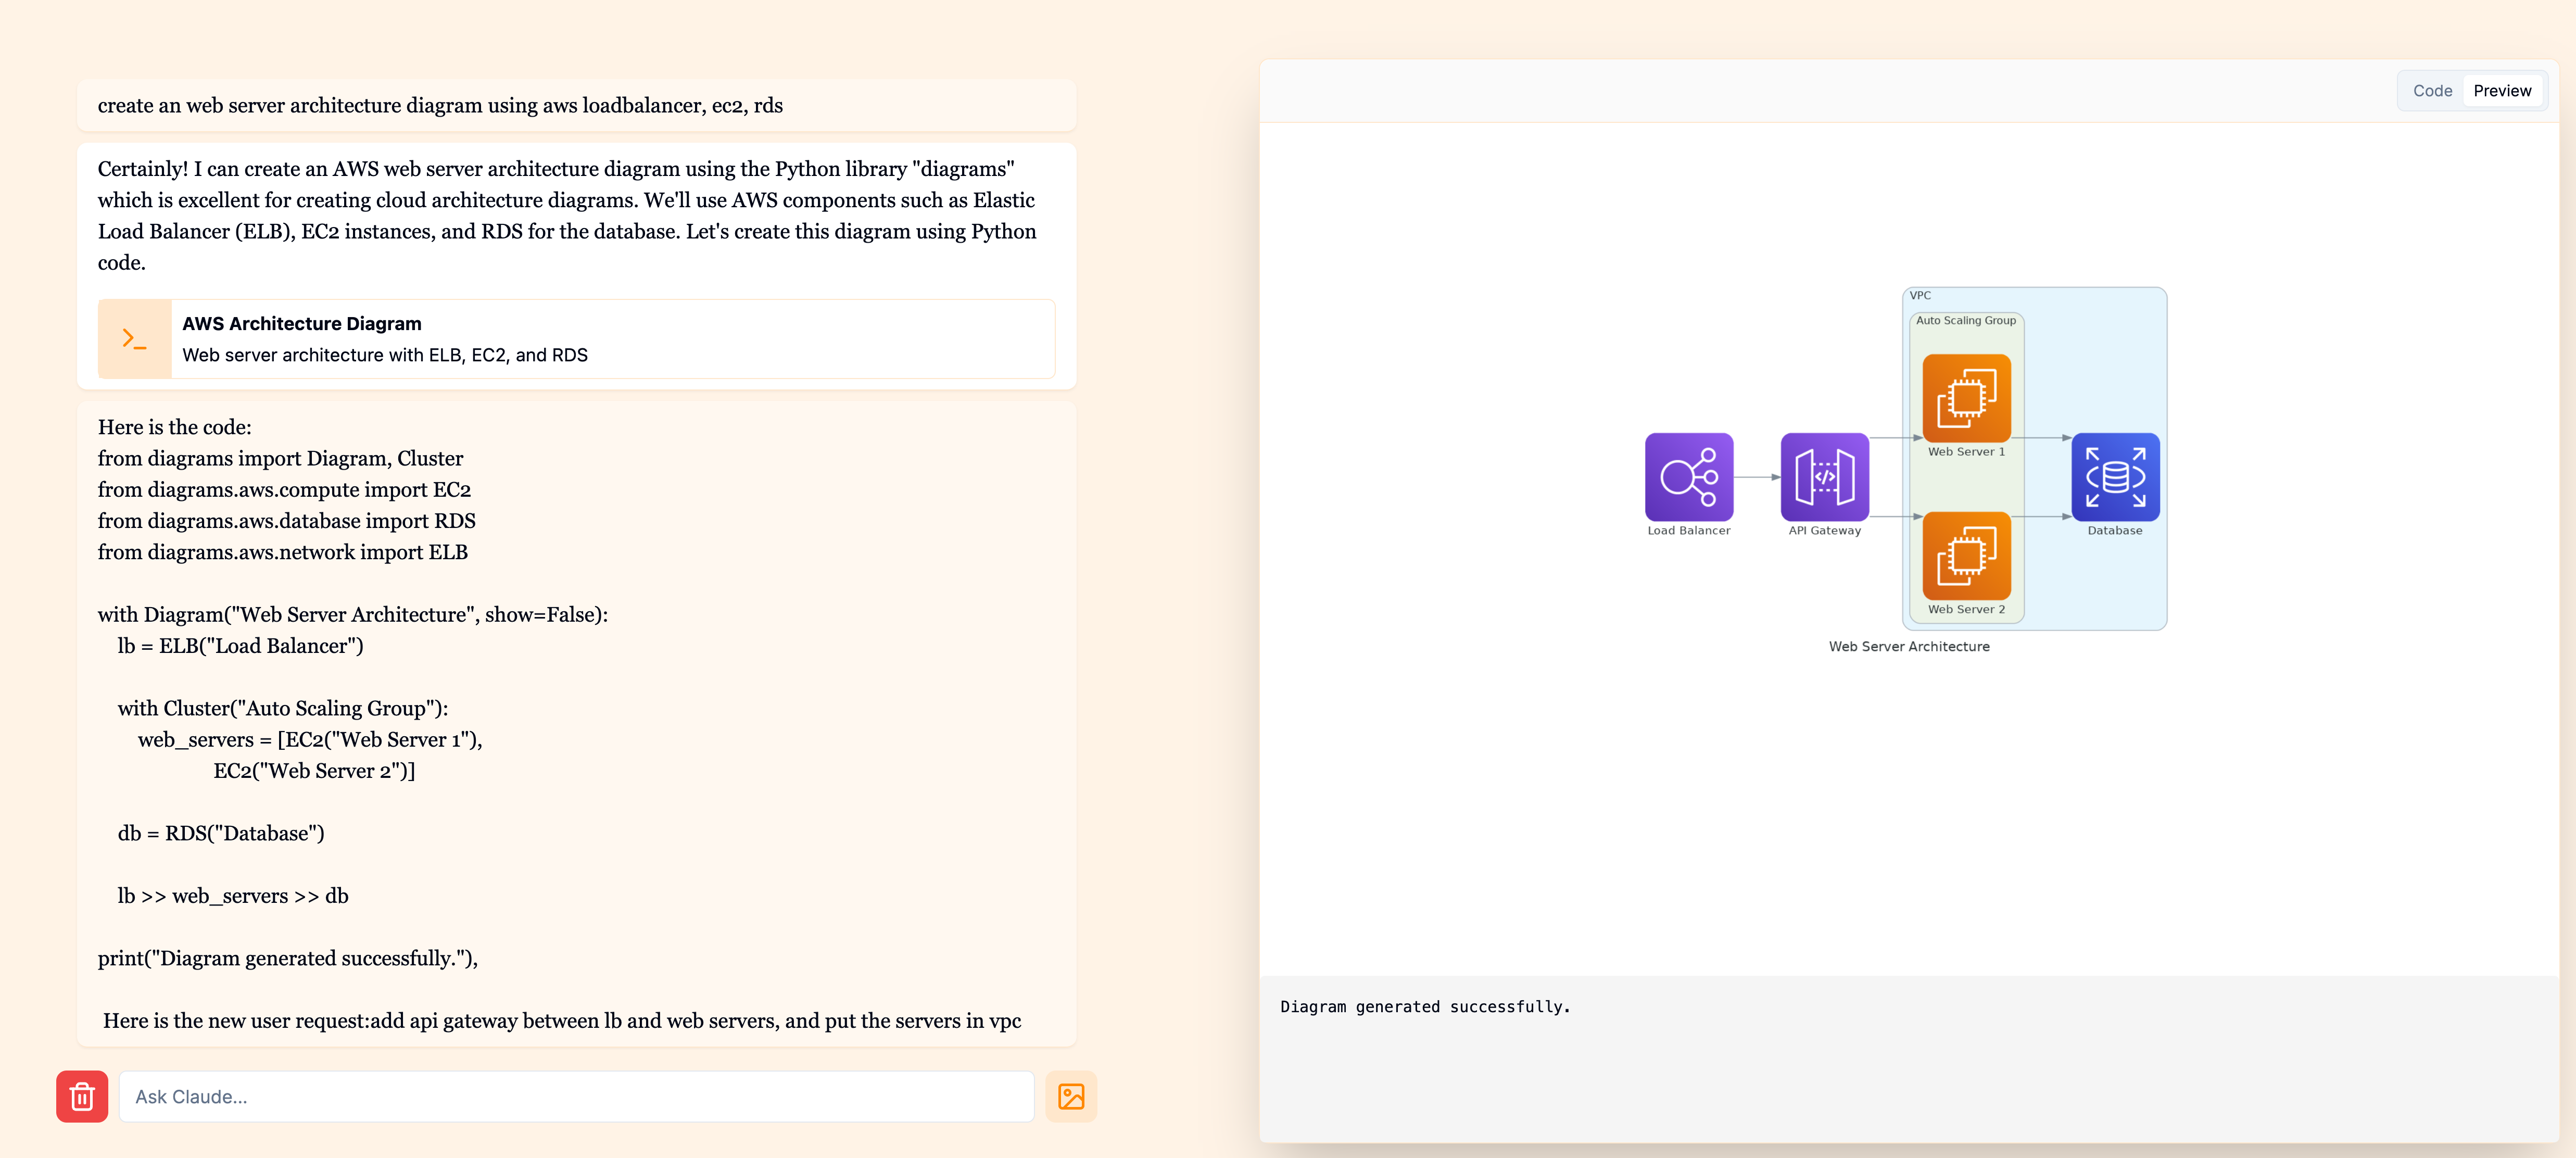 create an web server architecture diagram using aws loadbalancer, ec2, rds
Certainly! I can create an AWS web server architecture diagram using the Python library "diagrams"
which is excellent for creating cloud architecture diagrams. We'll use AWS components such as Elastic
Load Balancer (ELB), EC2 instances, and RDS for the database. Let's create this diagram using Python
code.
>_
AWS Architecture Diagram
Web server architecture with ELB, EC2, and RDS
Here is the code:
from diagrams import Diagram, Cluster
from diagrams.aws.compute import EC2
from diagrams.aws.database import RDS
from diagrams.aws.network import ELB
with Diagram("Web Server Architecture", show=False):
lb = ELB("Load Balancer")
with Cluster("Auto Scaling Group"):
web_servers = [EC2("Web Server 1"),
EC2("Web Server 2")]
db = RDS("Database")
lb >> web_servers >> db
print("Diagram generated successfully."),
Here is the new user request:add api gateway between lb and web servers, and put the servers in vpc
Ask Claude...
Code
Preview
VPC
Auto Scaling Group
Web Server 1
Load Balancer
</>
API Gateway
Database
Web Server 2
Web Server Architecture
Diagram generated successfully.